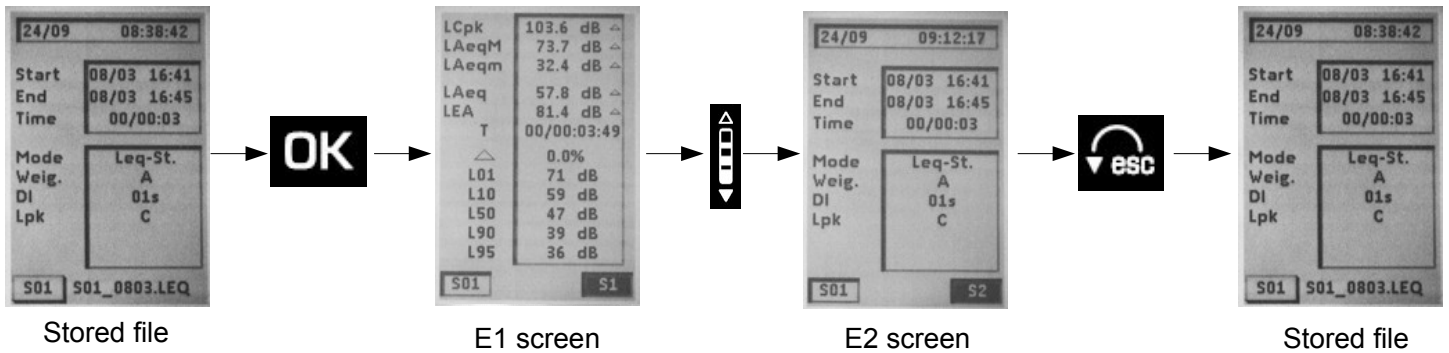 24/09 08:38:42
Start 08/03 16:41
End 08/03 16:45
Time 00/00:03
Mode Leq-St.
Weig. A
DI 01s
Lpk C
S01 S01_0803.LEQ
Stored file
OK
LCpk 103.6 dB
LAeqM 73.7 dB
LAeqm 32.4 dB
LAeq 57.8 dB
LEA 81.4 dB
T 00/00:03:49
0.0%
L01 71 dB
L10 59 dB
L50 47 dB
L90 39 dB
L95 36 dB
S01 S1
E1 screen
24/09 09:12:17
Start 08/03 16:41
End 08/03 16:45
Time 00/00:03
Mode Leq-St.
Weig. A
DI 01s
Lpk C
S01 S2
E2 screen
esc
24/09 08:38:42
Start 08/03 16:41
End 08/03 16:45
Time 00/00:03
Mode Leq-St.
Weig. A
DI 01s
Lpk C
S01 S01_0803.LEQ
Stored file